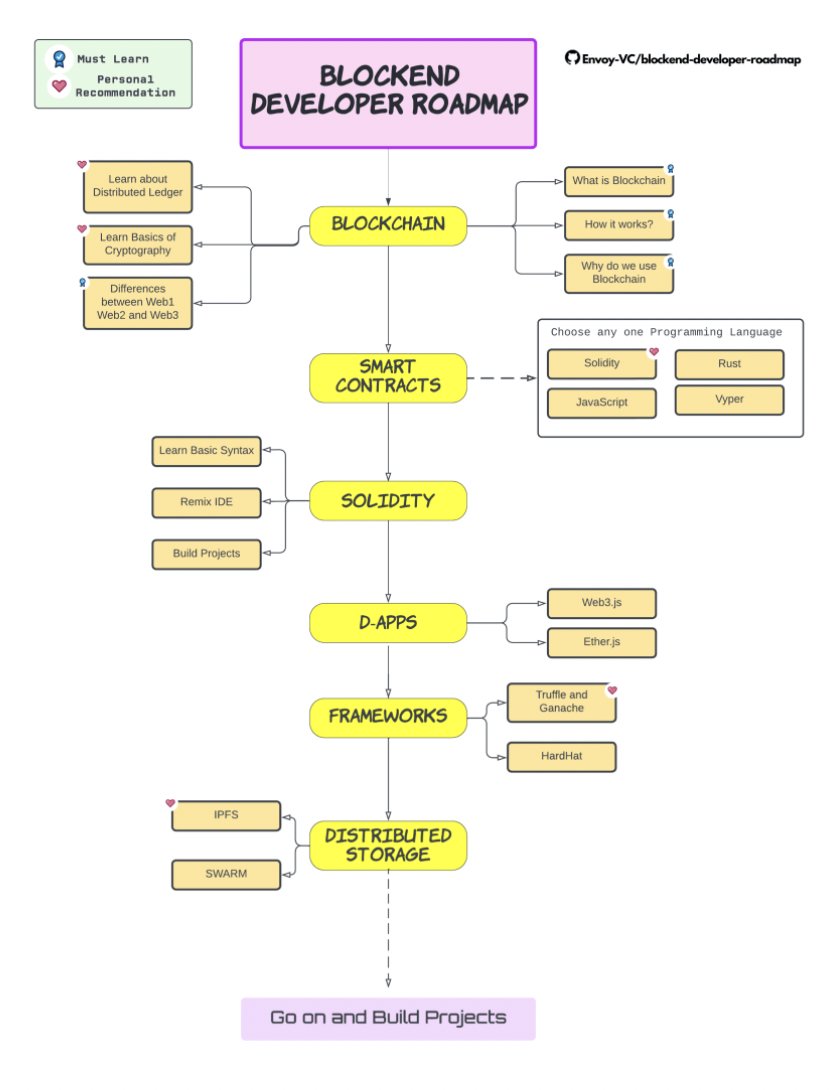 Must Learn
Personal
Recommendation
BLOCKEND
DEVELOPER ROADMAP
Envoy-VC/blockend-developer-roadmap
Learn about
Distributed Ledger
Learn Basics of
Cryptography
Differences
between Web1
Web2 and Web3
BLOCKCHAIN
What is Blockchain
How it works?
Why do we use
Blockchain
SMART
CONTRACTS
Choose any one Programming Language
Solidity
Rust
JavaScript
Vyper
Learn Basic Syntax
Remix IDE
Build Projects
SOLIDITY
D-APPS
Web3.js
Ether.js
FRAMEWORKS
Truffle and
Ganache
HardHat
IPFS
SWARM
DISTRIBUTED
STORAGE
Go on and Build Projects